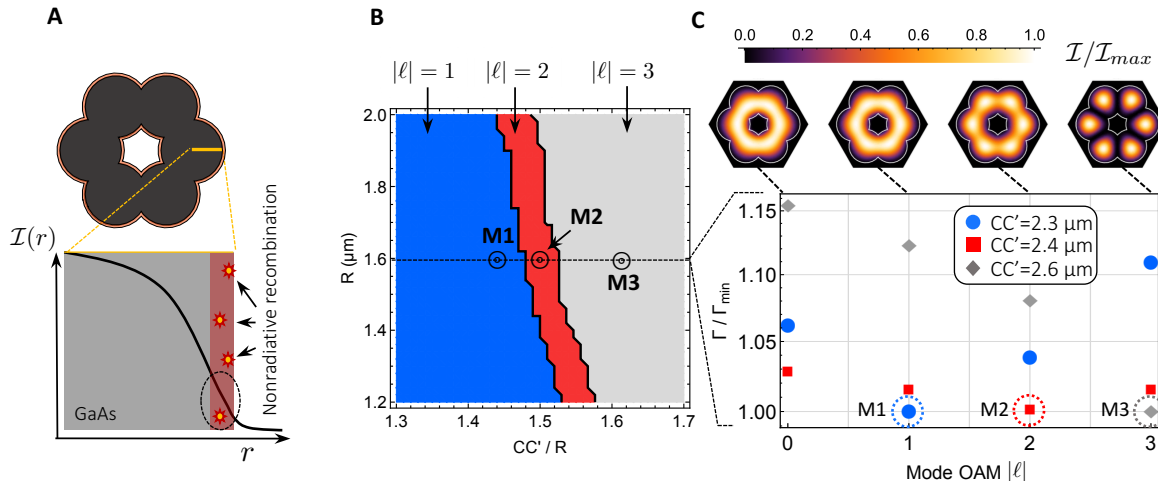 A
B
C
0.0 0.2 0.4 0.6 0.8 1.0
I/I_max
|ℓ| = 1 |ℓ| = 2 |ℓ| = 3
I(r)
GaAs
Nonradiative recombination
r
2.0
1.8
1.6
1.4
1.2
R (µm)
M1
M2
M3
1.3 1.4 1.5 1.6 1.7
CC' / R
1.15
1.10
1.05
1.00
Γ / Γ_min
CC'=2.3 µm
CC'=2.4 µm
CC'=2.6 µm
M1 M2 M3
0 1 2 3
Mode OAM |ℓ|